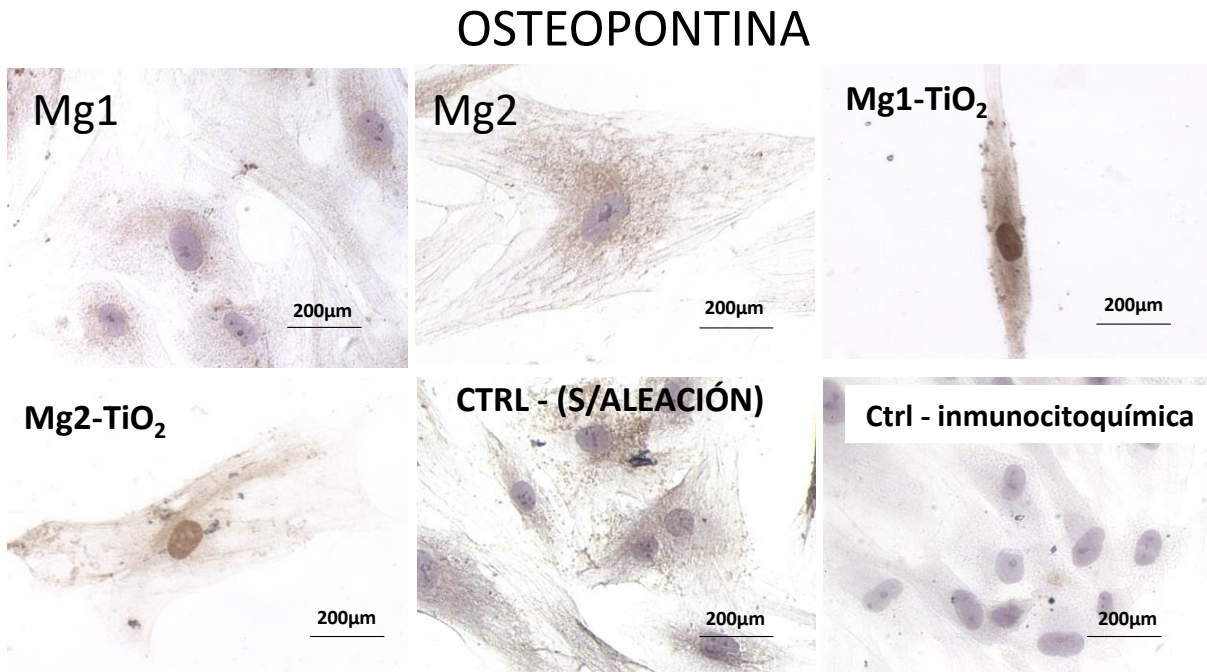 OSTEOPONTINA
Mg1
200µm
Mg2
200µm
Mg1-TiO₂
200µm
Mg2-TiO₂
200µm
CTRL - (S/ALEACIÓN)
200µm
Ctrl - inmunocitoquímica
200µm